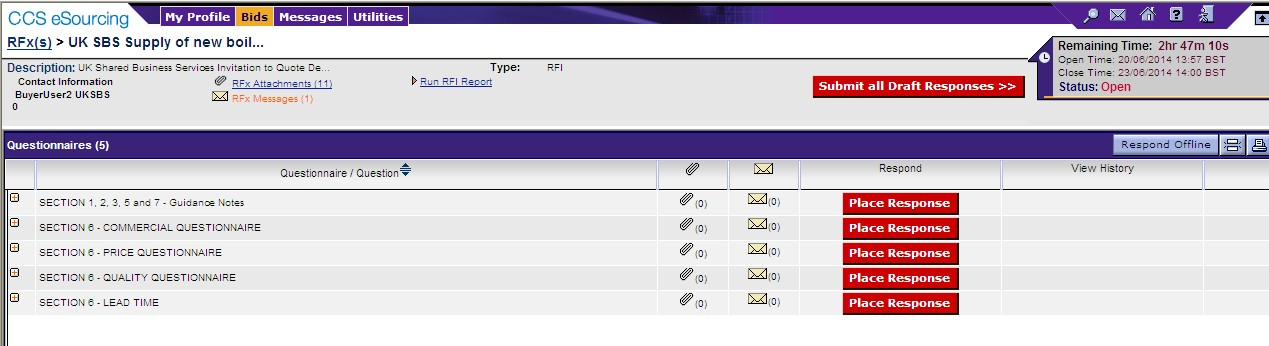 CCS eSourcing
My Profile Bids Messages Utilities
RFx(s) > UK SBS Supply of new boil...
Remaining Time: 2hr 47m 10s
Open Time: 20/06/2014 13:57 BST
Close Time: 23/06/2014 14:00 BST
Status: Open
Description: UK Shared Business Services Invitation to Quote De... Type: RFI
Contact Information RFx Attachments (11) Run RFI Report
BuyerUser2 UKSBS RFx Messages (1)
0
Submit all Draft Responses >>
Questionnaires (5) Respond Offline
Questionnaire / Question Respond View History
SECTION 1, 2, 3, 5 and 7 - Guidance Notes (0) (0) Place Response
SECTION 6 - COMMERCIAL QUESTIONNAIRE (0) (0) Place Response
SECTION 6 - PRICE QUESTIONNAIRE (0) (0) Place Response
SECTION 6 - QUALITY QUESTIONNAIRE (0) (0) Place Response
SECTION 6 - LEAD TIME (0) (0) Place Response